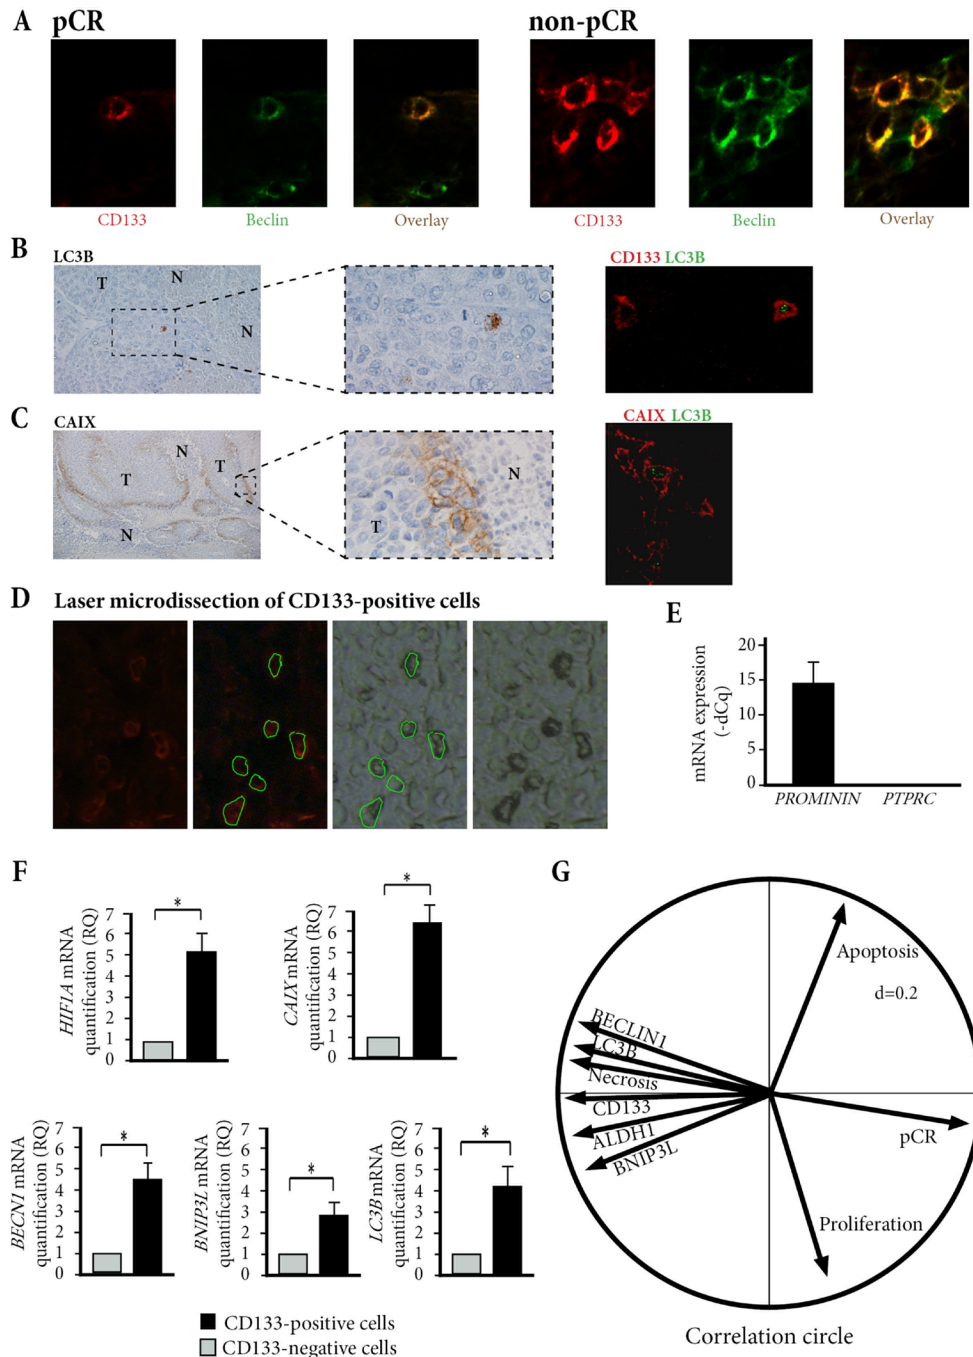 A
pCR
non-pCR
CD133
Beclin
Overlay
CD133
Beclin
Overlay
B
LC3B
T
N
N
CD133 LC3B
C
CAIX
N
T
T
N
N
T
CAIX LC3B
D
Laser microdissection of CD133-positive cells
E
mRNA expression
(-dCq)
20
15
10
5
0
PROMININ
PTPRC
F
HIF1A mRNA
quantification (RQ)
7
6
5
4
3
2
1
0
*
CAIX mRNA
quantification (RQ)
7
6
5
4
3
2
1
0
*
BECN1 mRNA
quantification (RQ)
7
6
5
4
3
2
1
0
*
BNIP3L mRNA
quantification (RQ)
7
6
5
4
3
2
1
0
*
LC3B mRNA
quantification (RQ)
7
6
5
4
3
2
1
0
*
CD133-positive cells
CD133-negative cells
G
Apoptosis
d=0.2
BECLIN1
LC3B
Necrosis
CD133
ALDH1
BNIP3L
pCR
Proliferation
Correlation circle